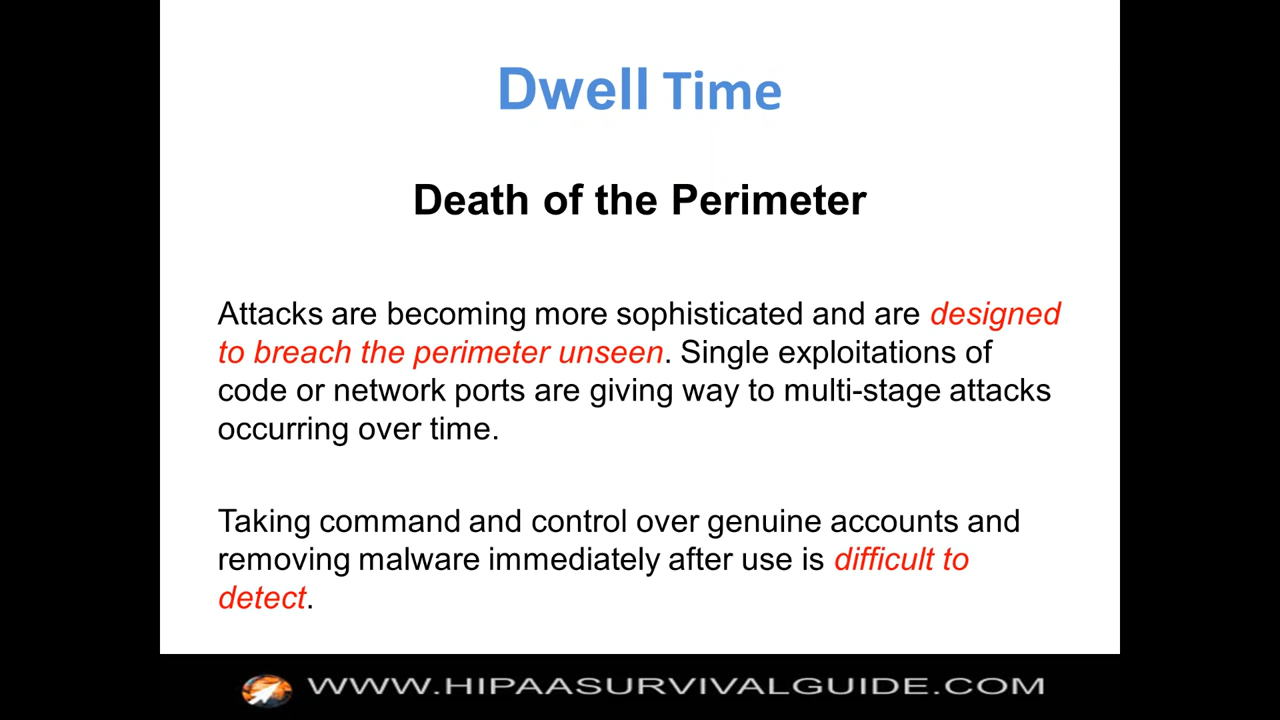 Dwell Time
Death of the Perimeter
Attacks are becoming more sophisticated and are designed
to breach the perimeter unseen. Single exploitations of
code or network ports are giving way to multi-stage attacks
occurring over time.
Taking command and control over genuine accounts and
removing malware immediately after use is difficult to
detect.
WWW.HIPAASURVIVALGUIDE.COM